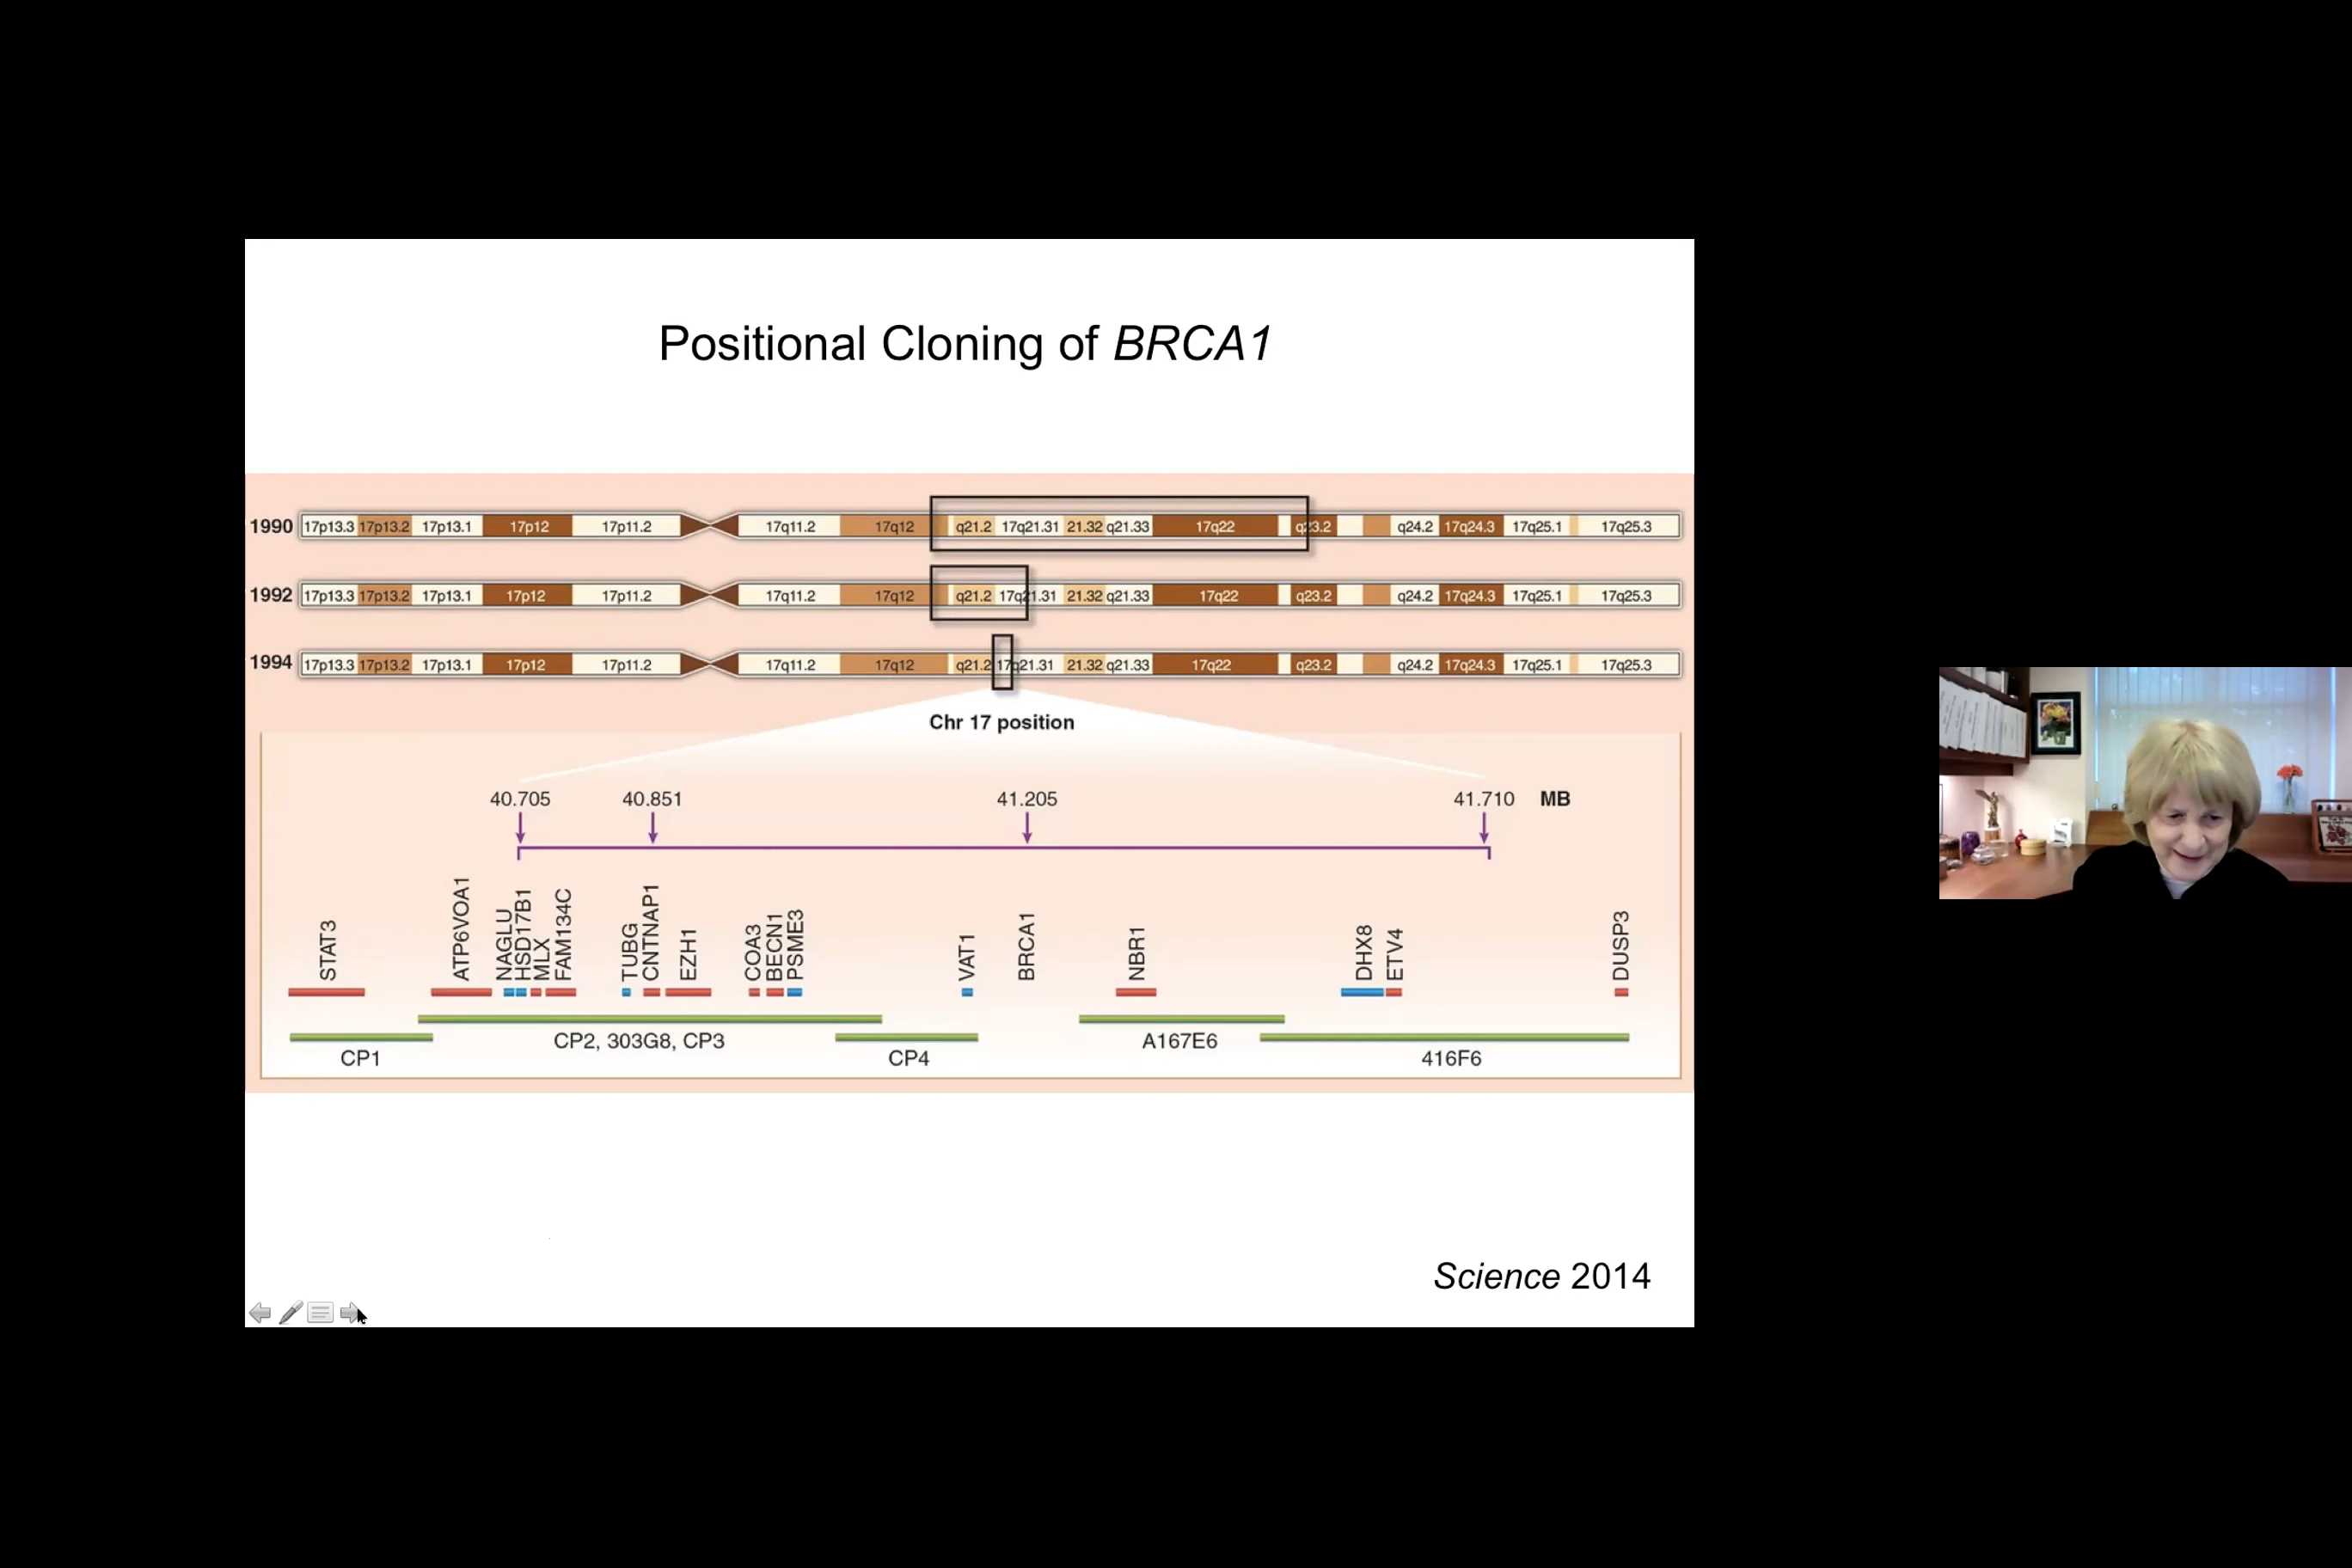 Positional Cloning of BRCA1
1990 17p13.3 17p13.2 17p13.1 17p12 17p11.2 17q11.2 17q12 q21.2 17q21.31 21.32 q21.33 17q22 q23.2 q24.2 17q24.3 17q25.1 17q25.3
1992 17p13.3 17p13.2 17p13.1 17p12 17p11.2 17q11.2 17q12 q21.2 17q21.31 21.32 q21.33 17q22 q23.2 q24.2 17q24.3 17q25.1 17q25.3
1994 17p13.3 17p13.2 17p13.1 17p12 17p11.2 17q11.2 17q12 q21.2 17q21.31 21.32 q21.33 17q22 q23.2 q24.2 17q24.3 17q25.1 17q25.3
Chr 17 position
40.705 40.851 41.205 41.710 MB
STAT3
ATP6VOA1
NAGLU
HSD17B1
MLX
FAM134C
TUBG
CNTNAP1
EZH1
COA3
BECN1
PSME3
VAT1
BRCA1
NBR1
DHX8
ETV4
DUSP3
CP2, 303G8, CP3 A167E6
CP1 CP4 416F6
Science 2014